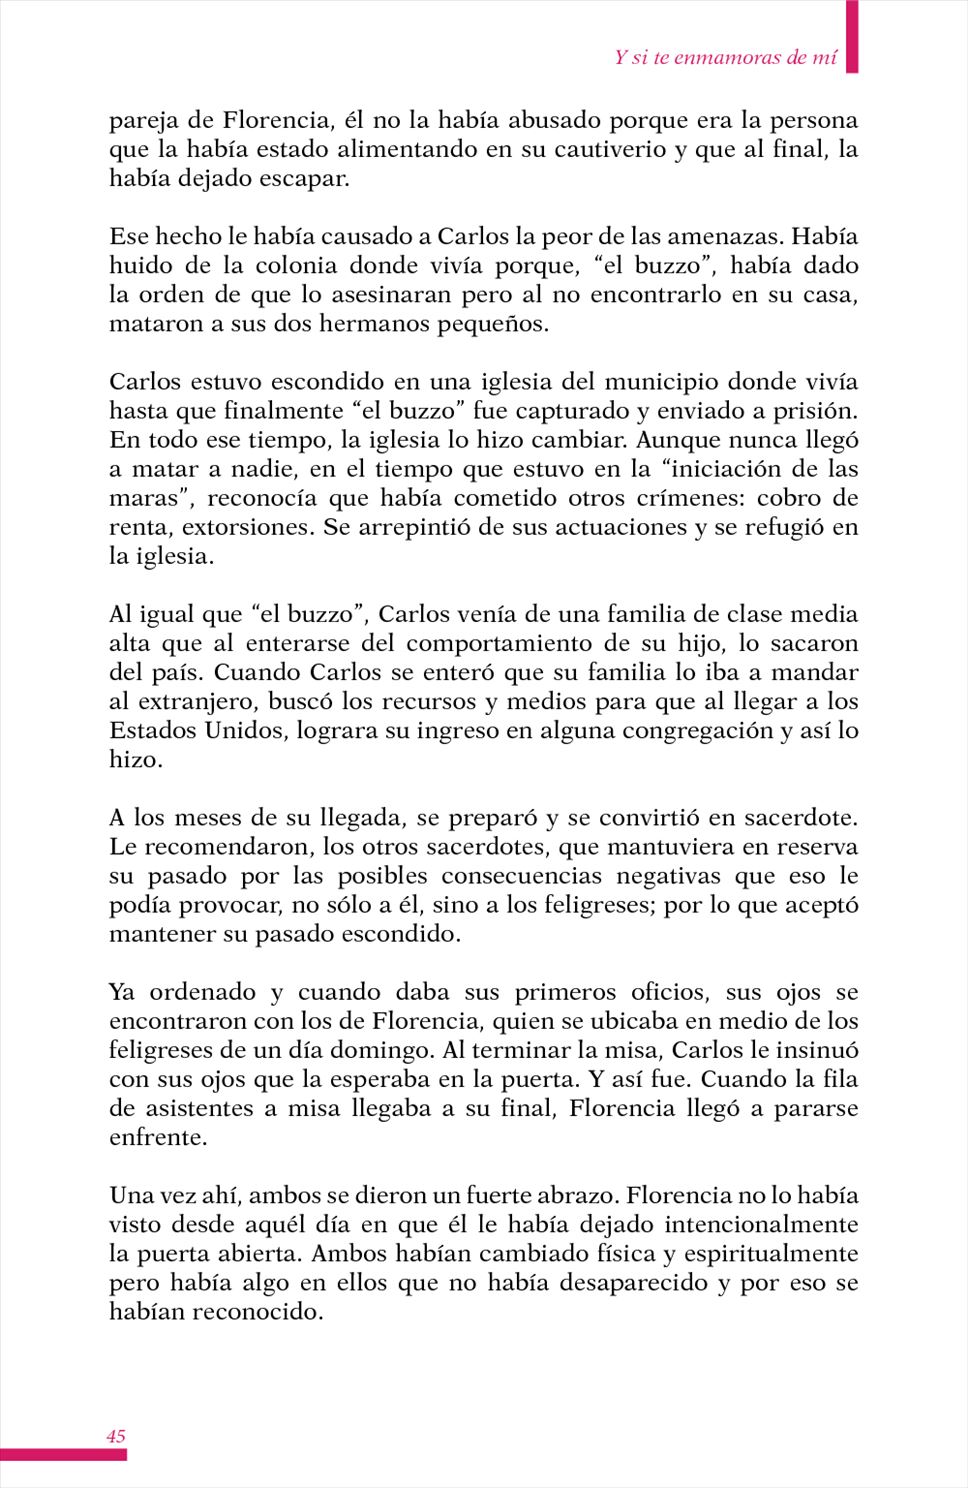 Y si te enmamoras de mí
pareja de Florencia, él no la había abusado porque era la persona
que la había estado alimentando en su cautiverio y que al final, la
había dejado escapar.
Ese hecho le había causado a Carlos la peor de las amenazas. Había
huido de la colonia donde vivía porque, “el buzzo”, había dado
la orden de que lo asesinaran pero al no encontrarlo en su casa,
mataron a sus dos hermanos pequeños.
Carlos estuvo escondido en una iglesia del municipio donde vivía
hasta que finalmente “el buzzo” fue capturado y enviado a prisión.
En todo ese tiempo, la iglesia lo hizo cambiar. Aunque nunca llegó
a matar a nadie, en el tiempo que estuvo en la “iniciación de las
maras”, reconocía que había cometido otros crímenes: cobro de
renta, extorsiones. Se arrepintió de sus actuaciones y se refugió en
la iglesia.
Al igual que “el buzzo”, Carlos venía de una familia de clase media
alta que al enterarse del comportamiento de su hijo, lo sacaron
del país. Cuando Carlos se enteró que su familia lo iba a mandar
al extranjero, buscó los recursos y medios para que al llegar a los
Estados Unidos, lograra su ingreso en alguna congregación y así lo
hizo.
A los meses de su llegada, se preparó y se convirtió en sacerdote.
Le recomendaron, los otros sacerdotes, que mantuviera en reserva
su pasado por las posibles consecuencias negativas que eso le
podía provocar, no sólo a él, sino a los feligreses; por lo que aceptó
mantener su pasado escondido.
Ya ordenado y cuando daba sus primeros oficios, sus ojos se
encontraron con los de Florencia, quien se ubicaba en medio de los
feligreses de un día domingo. Al terminar la misa, Carlos le insinuó
con sus ojos que la esperaba en la puerta. Y así fue. Cuando la fila
de asistentes a misa llegaba a su final, Florencia llegó a pararse
enfrente.
Una vez ahí, ambos se dieron un fuerte abrazo. Florencia no lo había
visto desde aquél día en que él le había dejado intencionalmente
la puerta abierta. Ambos habían cambiado física y espiritualmente
pero había algo en ellos que no había desaparecido y por eso se
habían reconocido.
45